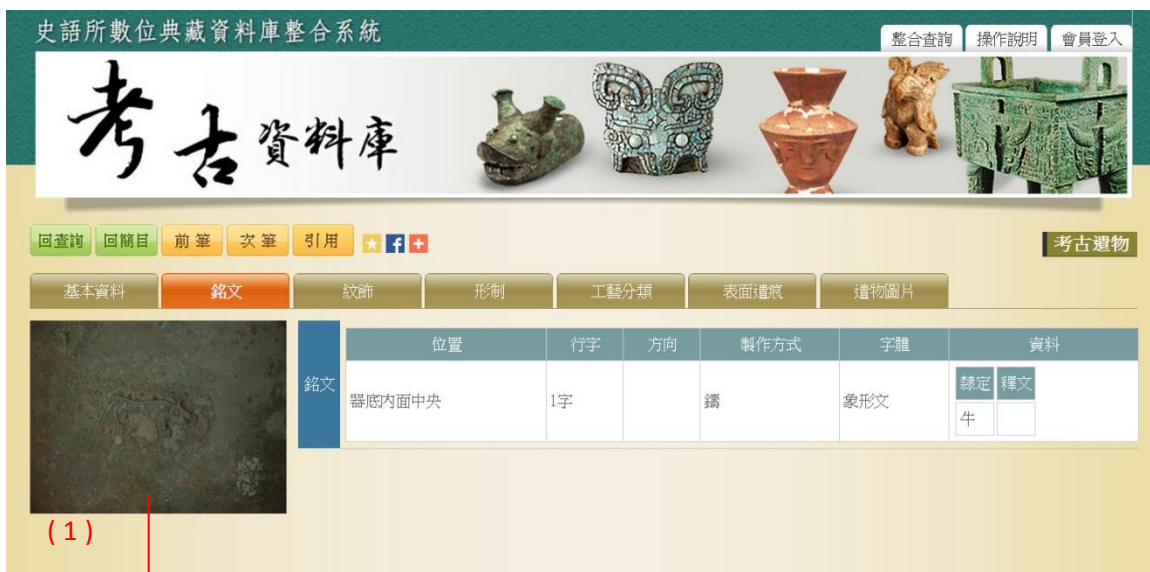 史語所數位典藏資料庫整合系統
整合查詢 操作說明 會員登入
考古資料庫
回查詢 回簡目 前筆 次筆 引用
考古遺物
基本資料 銘文 紋飾 形制 工藝分類 表面遺痕 遺物圖片
位置 行字 方向 製作方式 字體 資料
銘文
器底内面中央 1字 鑄 象形文
隸定 釋文
牛
(1)